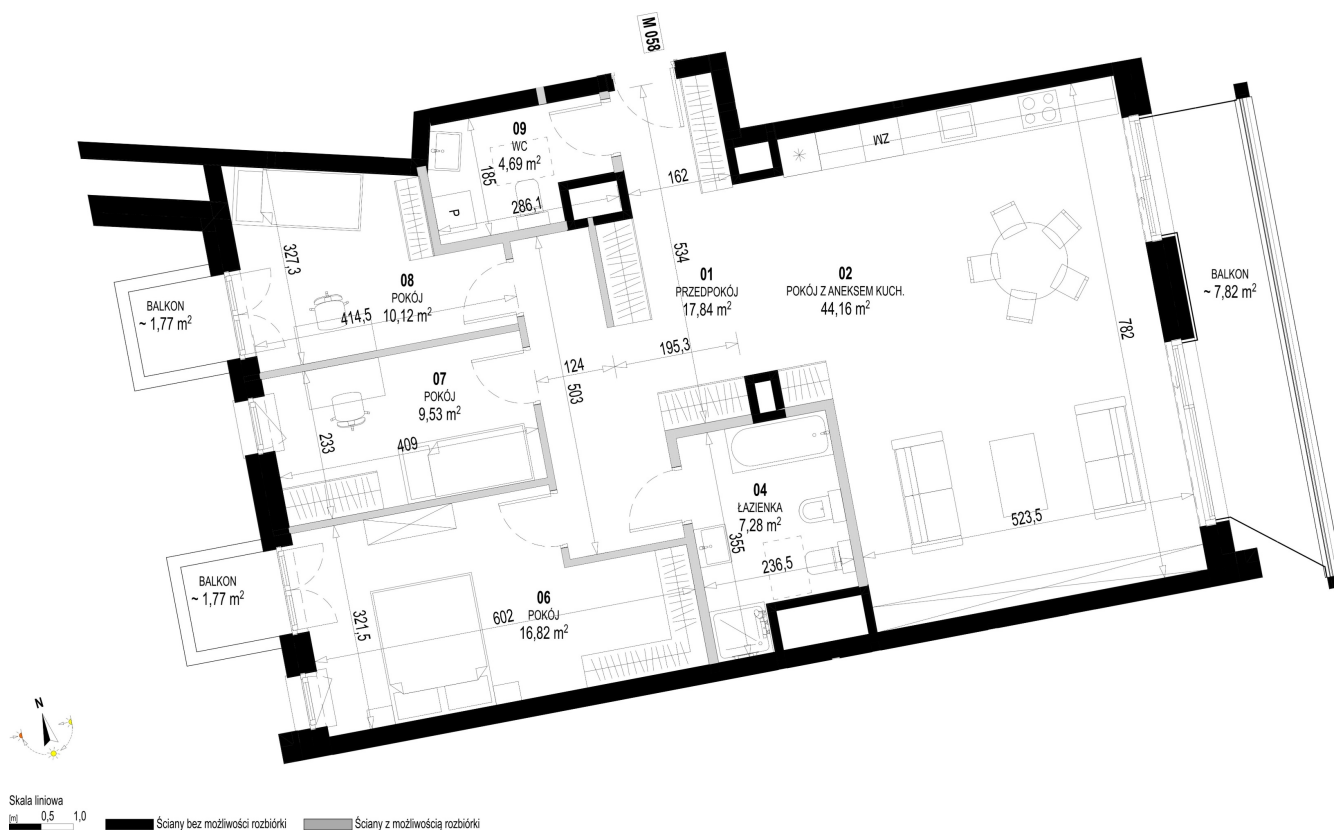 M 058
09
WC
4,69 m²
185
286,1
P
162
ZM
534
01
PRZEDPOKÓJ
17,84 m²
02
POKÓJ Z ANEKSEM KUCH.
44,16 m²
782
BALKON
~ 7,82 m²
327,3
08
POKÓJ
10,12 m²
414,5
BALKON
~ 1,77 m²
195,3
124
503
07
POKÓJ
9,53 m²
233
409
04
ŁAZIENKA
7,28 m²
355
236,5
523,5
BALKON
~ 1,77 m²
06
POKÓJ
16,82 m²
602
321,5
N
Skala liniowa
[m] 0,5 1,0
Ściany bez możliwości rozbiórki
Ściany z możliwością rozbiórki